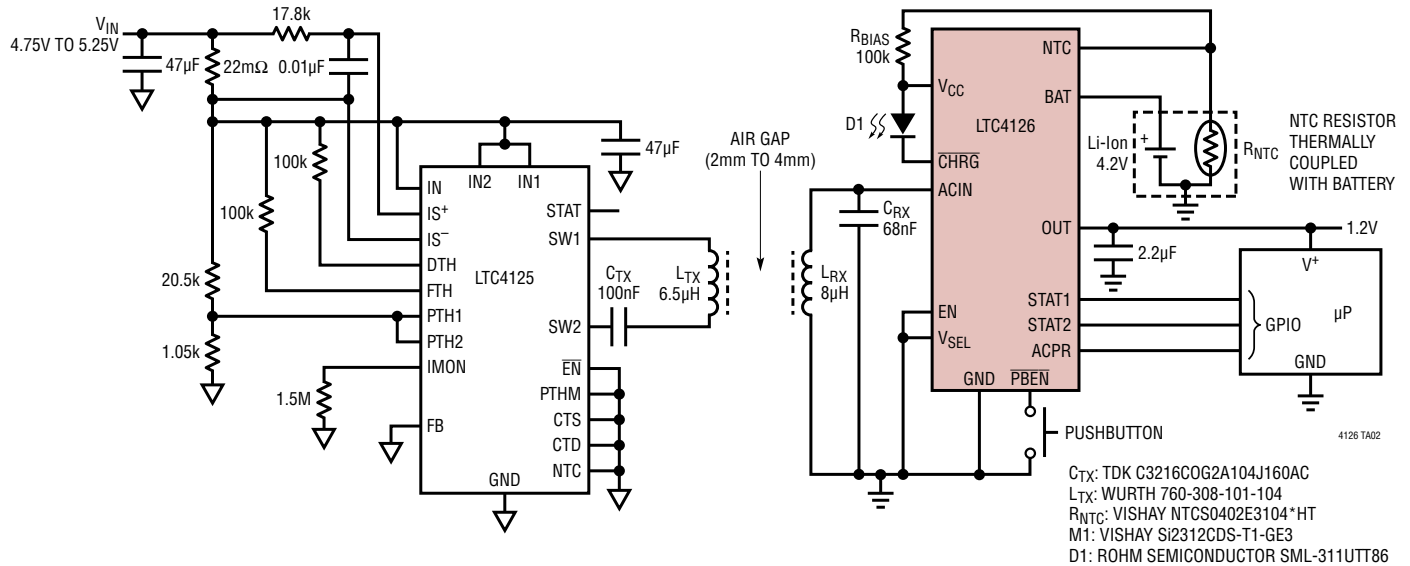 17.8k
VIN
4.75V TO 5.25V
47µF
22mΩ
0.01µF
100k
100k
20.5k
1.05k
1.5M
47µF
IN2
IN1
IN
IS+
IS–
DTH
FTH
PTH1
PTH2
IMON
FB
GND
LTC4125
STAT
SW1
SW2
EN
PTHM
CTS
CTD
NTC
CTX
100nF
LTX
6.5µH
AIR GAP
(2mm TO 4mm)
LRX
8µH
CRX
68nF
RBIAS
100k
D1
VCC
CHRG
ACIN
EN
VSEL
GND
PBEN
LTC4126
NTC
BAT
OUT
STAT1
STAT2
ACPR
Li-Ion
4.2V
+
RNTC
NTC RESISTOR
THERMALLY
COUPLED
WITH BATTERY
1.2V
2.2µF
V+
GPIO
µP
GND
PUSHBUTTON
4126 TA02
CTX: TDK C3216COG2A104J160AC
LTX: WURTH 760-308-101-104
RNTC: VISHAY NTCS0402E3104*HT
M1: VISHAY Si2312CDS-T1-GE3
D1: ROHM SEMICONDUCTOR SML-311UTT86